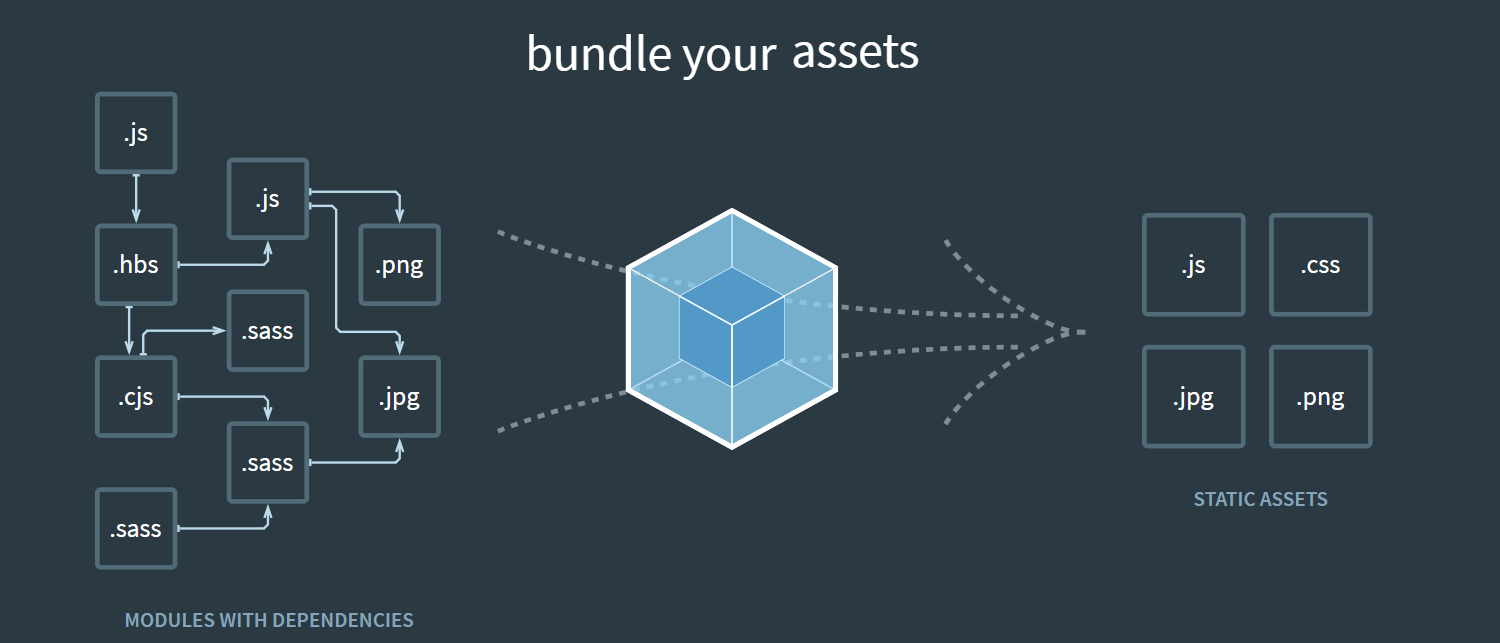 bundle your assets
.js
.js
.hbs
.png
.sass
.cjs
.jpg
.sass
.sass
MODULES WITH DEPENDENCIES
.js
.css
.jpg
.png
STATIC ASSETS